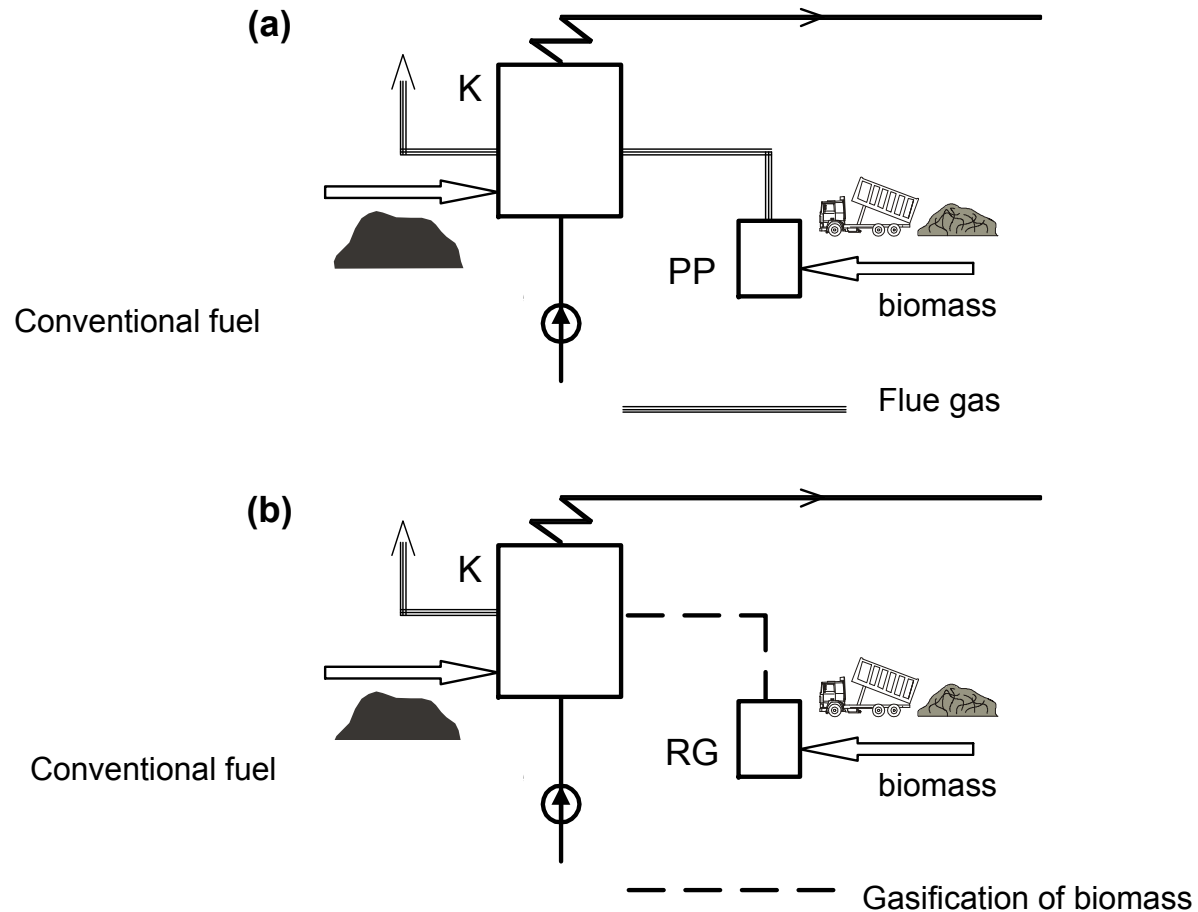 (a)
K
PP
biomass
Conventional fuel
Flue gas
(b)
K
RG
biomass
Conventional fuel
Gasification of biomass